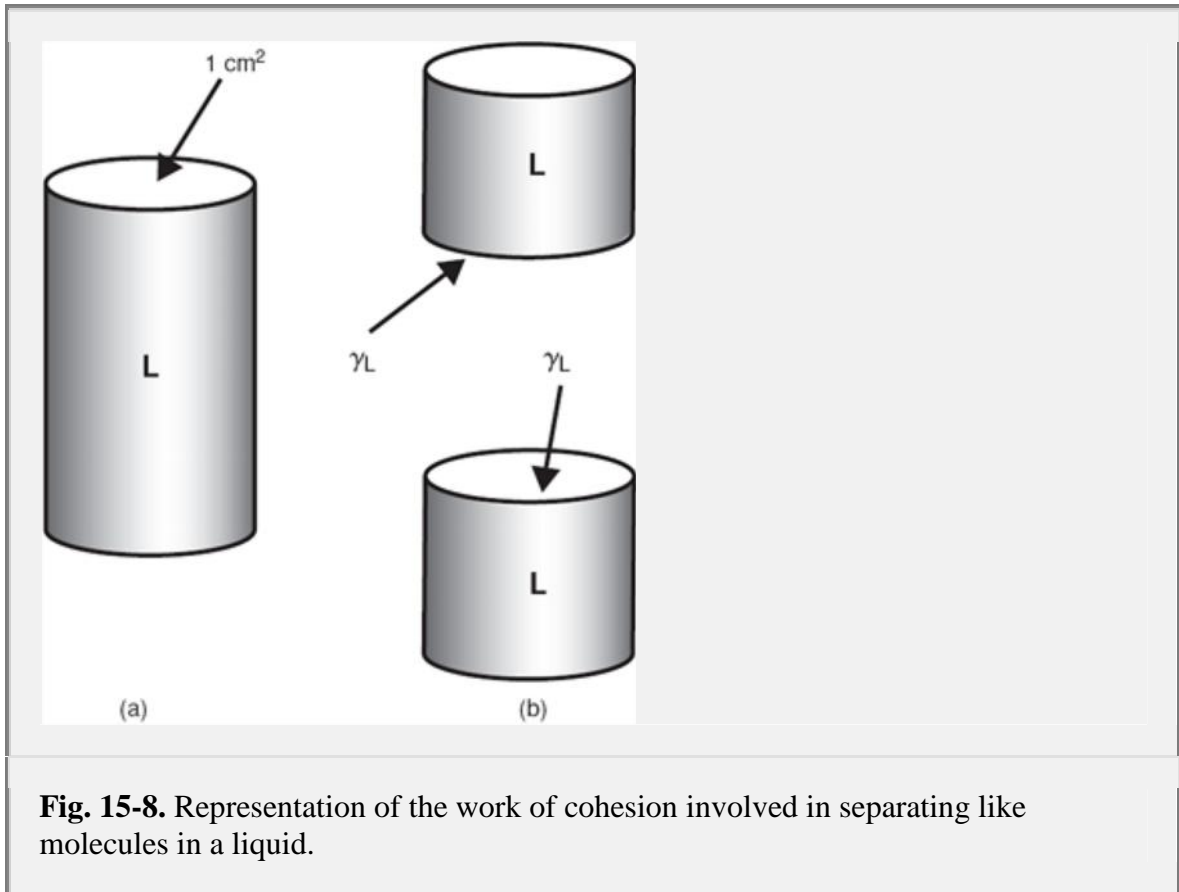 1 cm²
L
L
γL
γL
L
(a)
(b)
Fig. 15-8. Representation of the work of cohesion involved in separating like
molecules in a liquid.